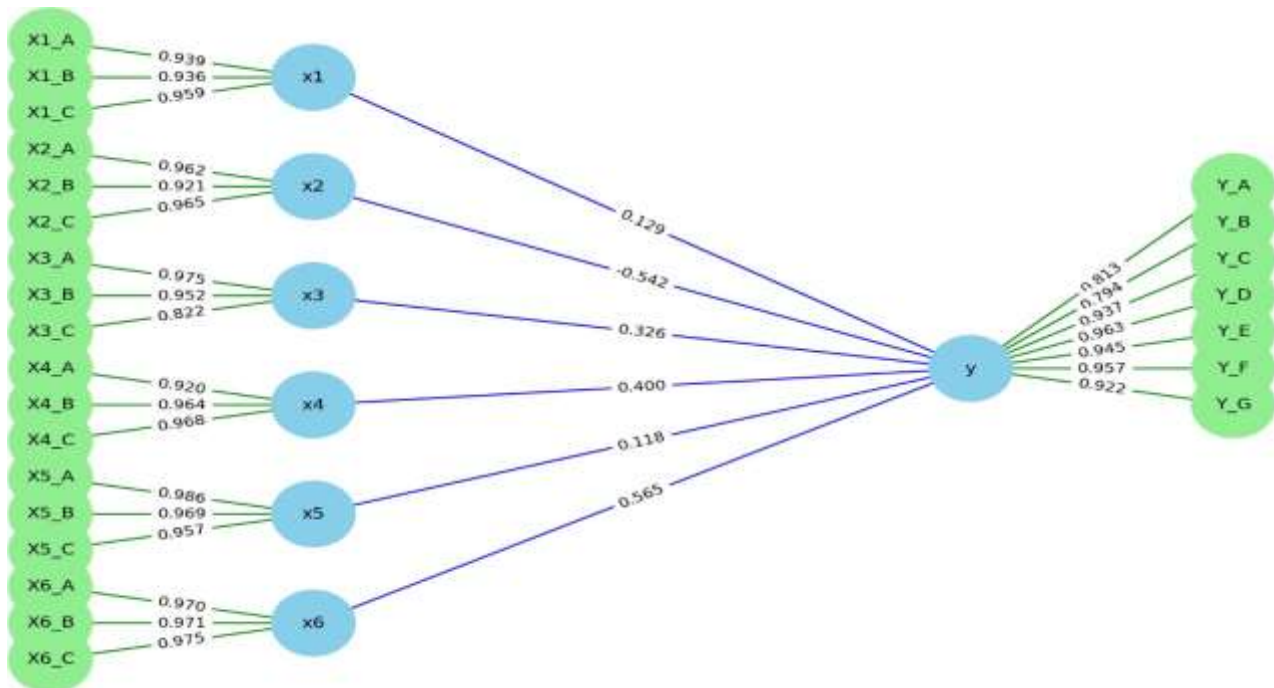 X1_A
X1_B
X1_C
X2_A
X2_B
X2_C
X3_A
X3_B
X3_C
X4_A
X4_B
X4_C
X5_A
X5_B
X5_C
X6_A
X6_B
X6_C
0.939
0.936
0.959
0.962
0.921
0.965
0.975
0.952
0.822
0.920
0.964
0.968
0.986
0.969
0.957
0.970
0.971
0.975
x1
x2
x3
x4
x5
x6
0.129
-0.542
0.326
0.400
0.118
0.565
y
0.813
0.794
0.937
0.963
0.945
0.957
0.922
Y_A
Y_B
Y_C
Y_D
Y_E
Y_F
Y_G